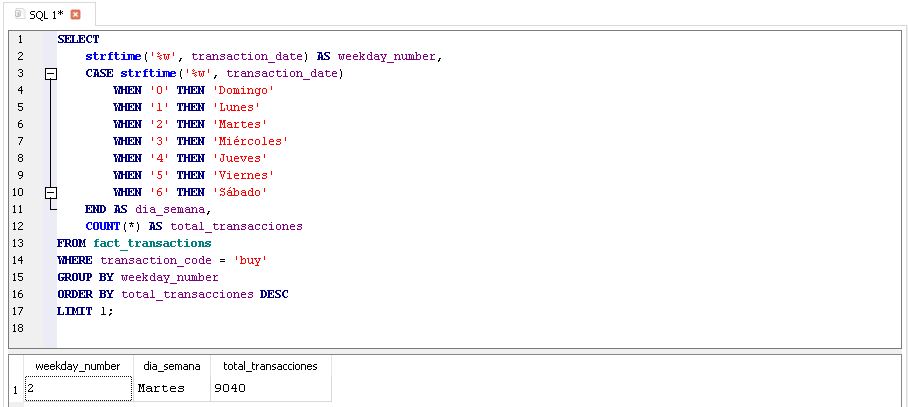 SQL 1*
1 SELECT
2 strftime('%w', transaction_date) AS weekday_number,
3 CASE strftime('%w', transaction_date)
4 WHEN '0' THEN 'Domingo'
5 WHEN '1' THEN 'Lunes'
6 WHEN '2' THEN 'Martes'
7 WHEN '3' THEN 'Miércoles'
8 WHEN '4' THEN 'Jueves'
9 WHEN '5' THEN 'Viernes'
10 WHEN '6' THEN 'Sábado'
11 END AS dia_semana,
12 COUNT(*) AS total_transacciones
13 FROM fact_transactions
14 WHERE transaction_code = 'buy'
15 GROUP BY weekday_number
16 ORDER BY total_transacciones DESC
17 LIMIT 1;
18
weekday_number dia_semana total_transacciones
1 2 Martes 9040